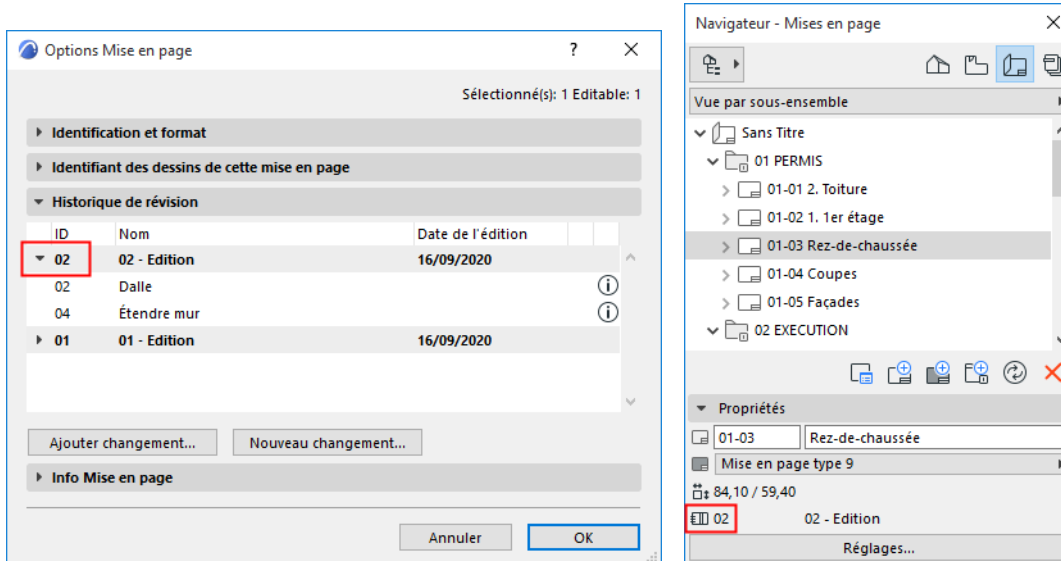 Options Mise en page
?
Sélectionné(s): 1 Editable: 1
Identification et format
Identifiant des dessins de cette mise en page
Historique de révision
ID Nom Date de l'édition
02 02 - Edition 16/09/2020
02 Dalle
04 Étendre mur
01 01 - Edition 16/09/2020
Ajouter changement... Nouveau changement...
Info Mise en page
Annuler OK
Navigateur - Mises en page
Vue par sous-ensemble
Sans Titre
01 PERMIS
01-01 2. Toiture
01-02 1. 1er étage
01-03 Rez-de-chaussée
01-04 Coupes
01-05 Façades
02 EXECUTION
Propriétés
01-03 Rez-de-chaussée
Mise en page type 9
84,10 / 59,40
02 02 - Edition
Réglages...